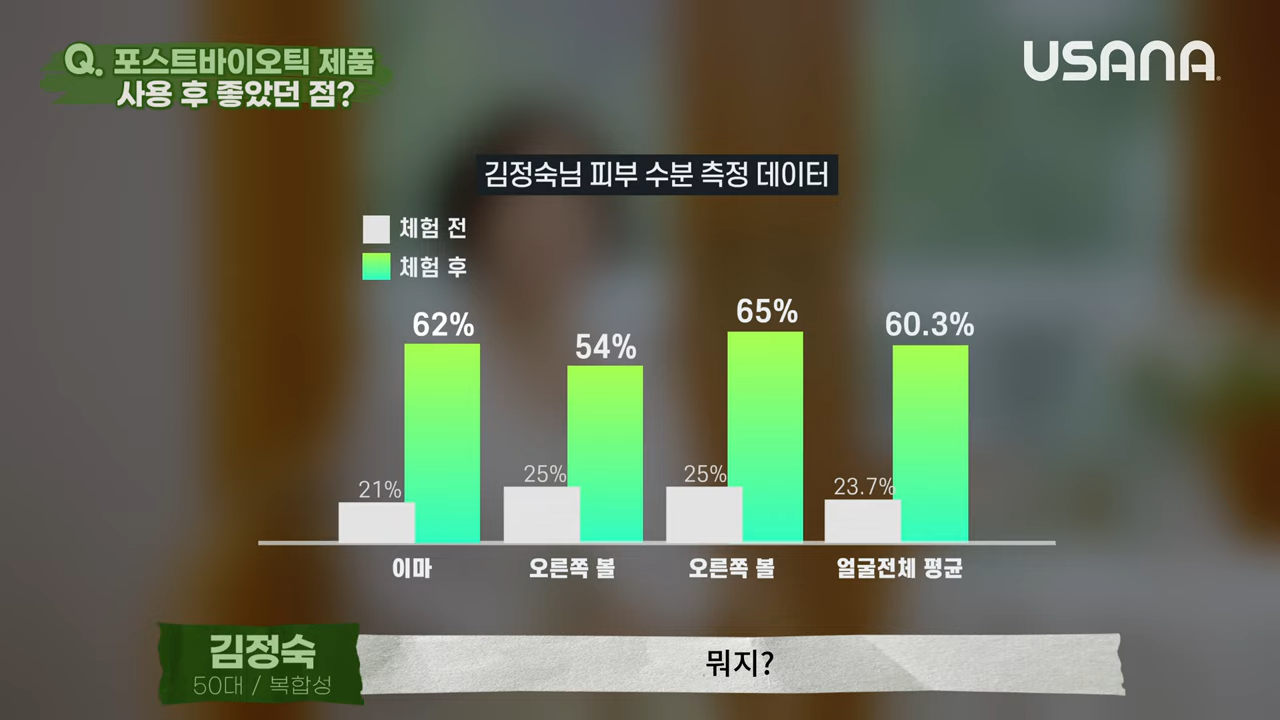 Q. 포스트바이오틱 제품
사용 후 좋았던 점?
USANA
김정숙님 피부 수분 측정 데이터
체험 전
체험 후
21% 62%
25% 54%
25% 65%
23.7% 60.3%
이마
오른쪽 볼
오른쪽 볼
얼굴전체 평균
김정숙
50대 / 복합성
뭐지?